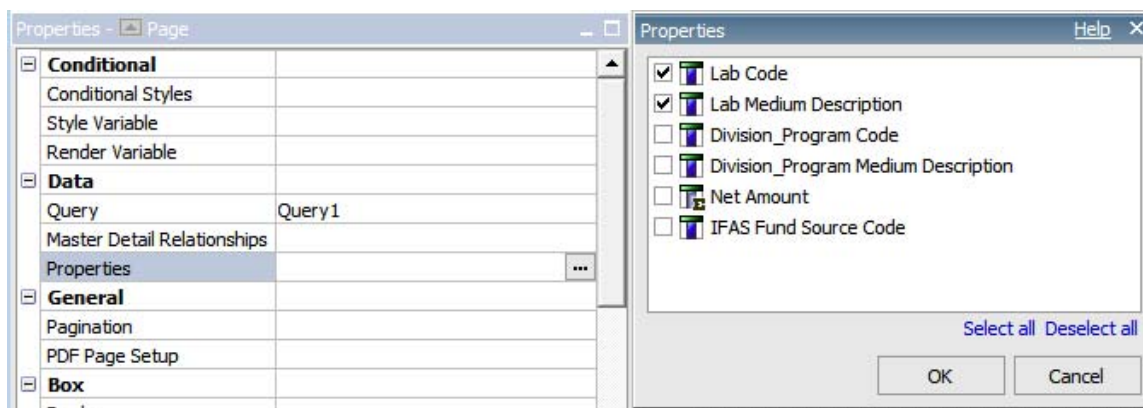 Properties - Page
Conditional
Conditional Styles
Style Variable
Render Variable
Data
Query Query1
Master Detail Relationships
Properties ...
General
Pagination
PDF Page Setup
Box
Properties Help
Lab Code
Lab Medium Description
Division_Program Code
Division_Program Medium Description
Net Amount
IFAS Fund Source Code
Select all Deselect all
OK Cancel